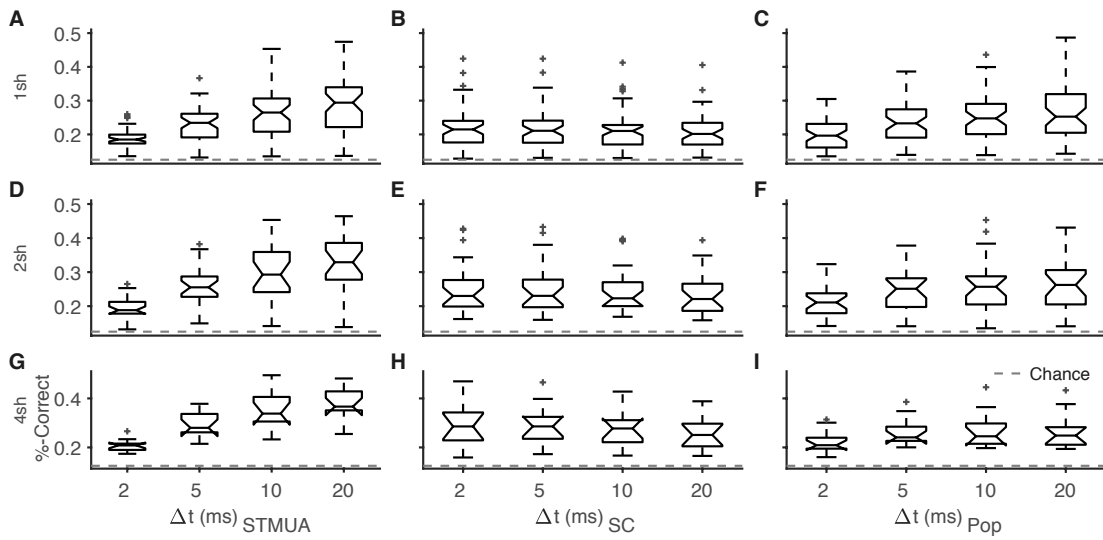 A
B
C
1sh
0.5
0.4
0.3
0.2
D
E
F
2sh
0.5
0.4
0.3
0.2
G
H
I
4sh
%-Correct
0.4
0.2
Chance
2 5 10 20
2 5 10 20
2 5 10 20
Δt (ms) STMUA
Δt (ms) SC
Δt (ms) Pop